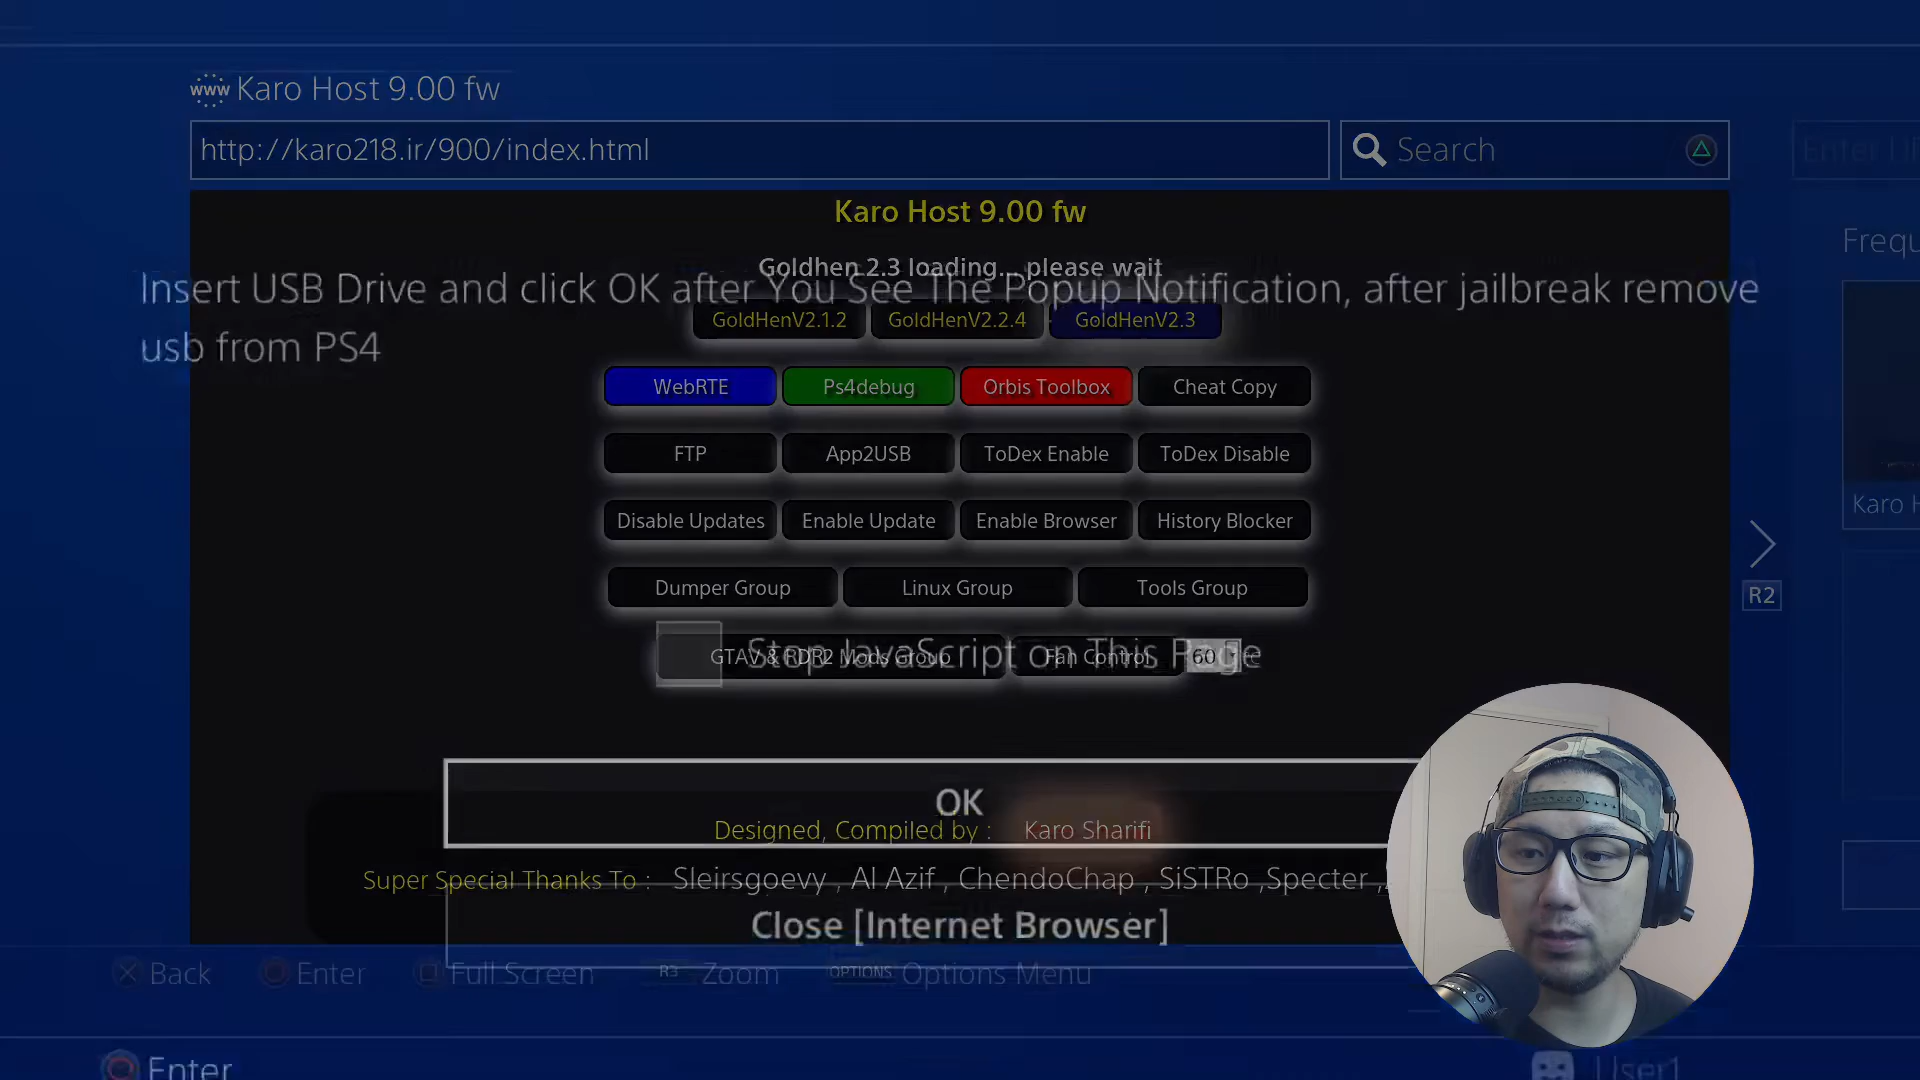 www Karo Host 9.00 fw
http://karo218.ir/900/index.html
Search
Enter
Karo Host 9.00 fw
Frequ
Goldhen 2.3 loading... please wait
Insert USB Drive and click OK after You See The Popup Notification, after jailbreak remove
usb from PS4
GoldHenV2.1.2 GoldHenV2.2.4 GoldHenV2.3
WebRTE Ps4debug Orbis Toolbox Cheat Copy
FTP App2USB ToDex Enable ToDex Disable
Karo H
Disable Updates Enable Update Enable Browser History Blocker
Dumper Group Linux Group Tools Group
R2
GTAV & RDR2 Mods Group Fan Control 60
Stop JavaScript on This Page
OK
Designed, Compiled by : Karo Sharifi
Super Special Thanks To : Sleirsgoevy , Al Azif , ChendoChap , SiSTRo ,Specter ,
Close [Internet Browser]
Back Enter Full Screen R3 Zoom OPTIONS Options Menu
Enter
User1